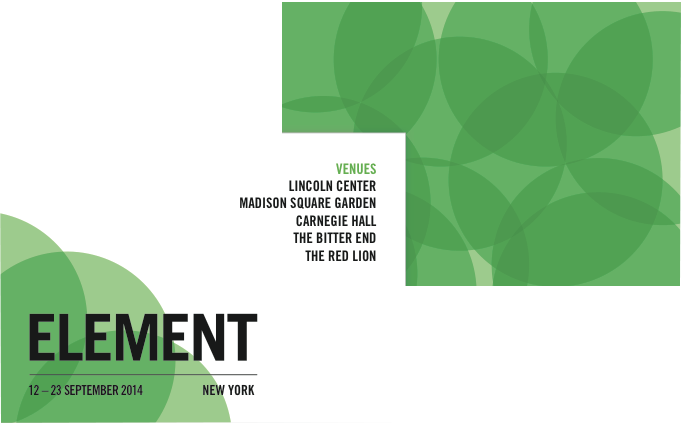 VENUES
LINCOLN CENTER
MADISON SQUARE GARDEN
CARNEGIE HALL
THE BITTER END
THE RED LION
ELEMENT
12 – 23 SEPTEMBER 2014 NEW YORK